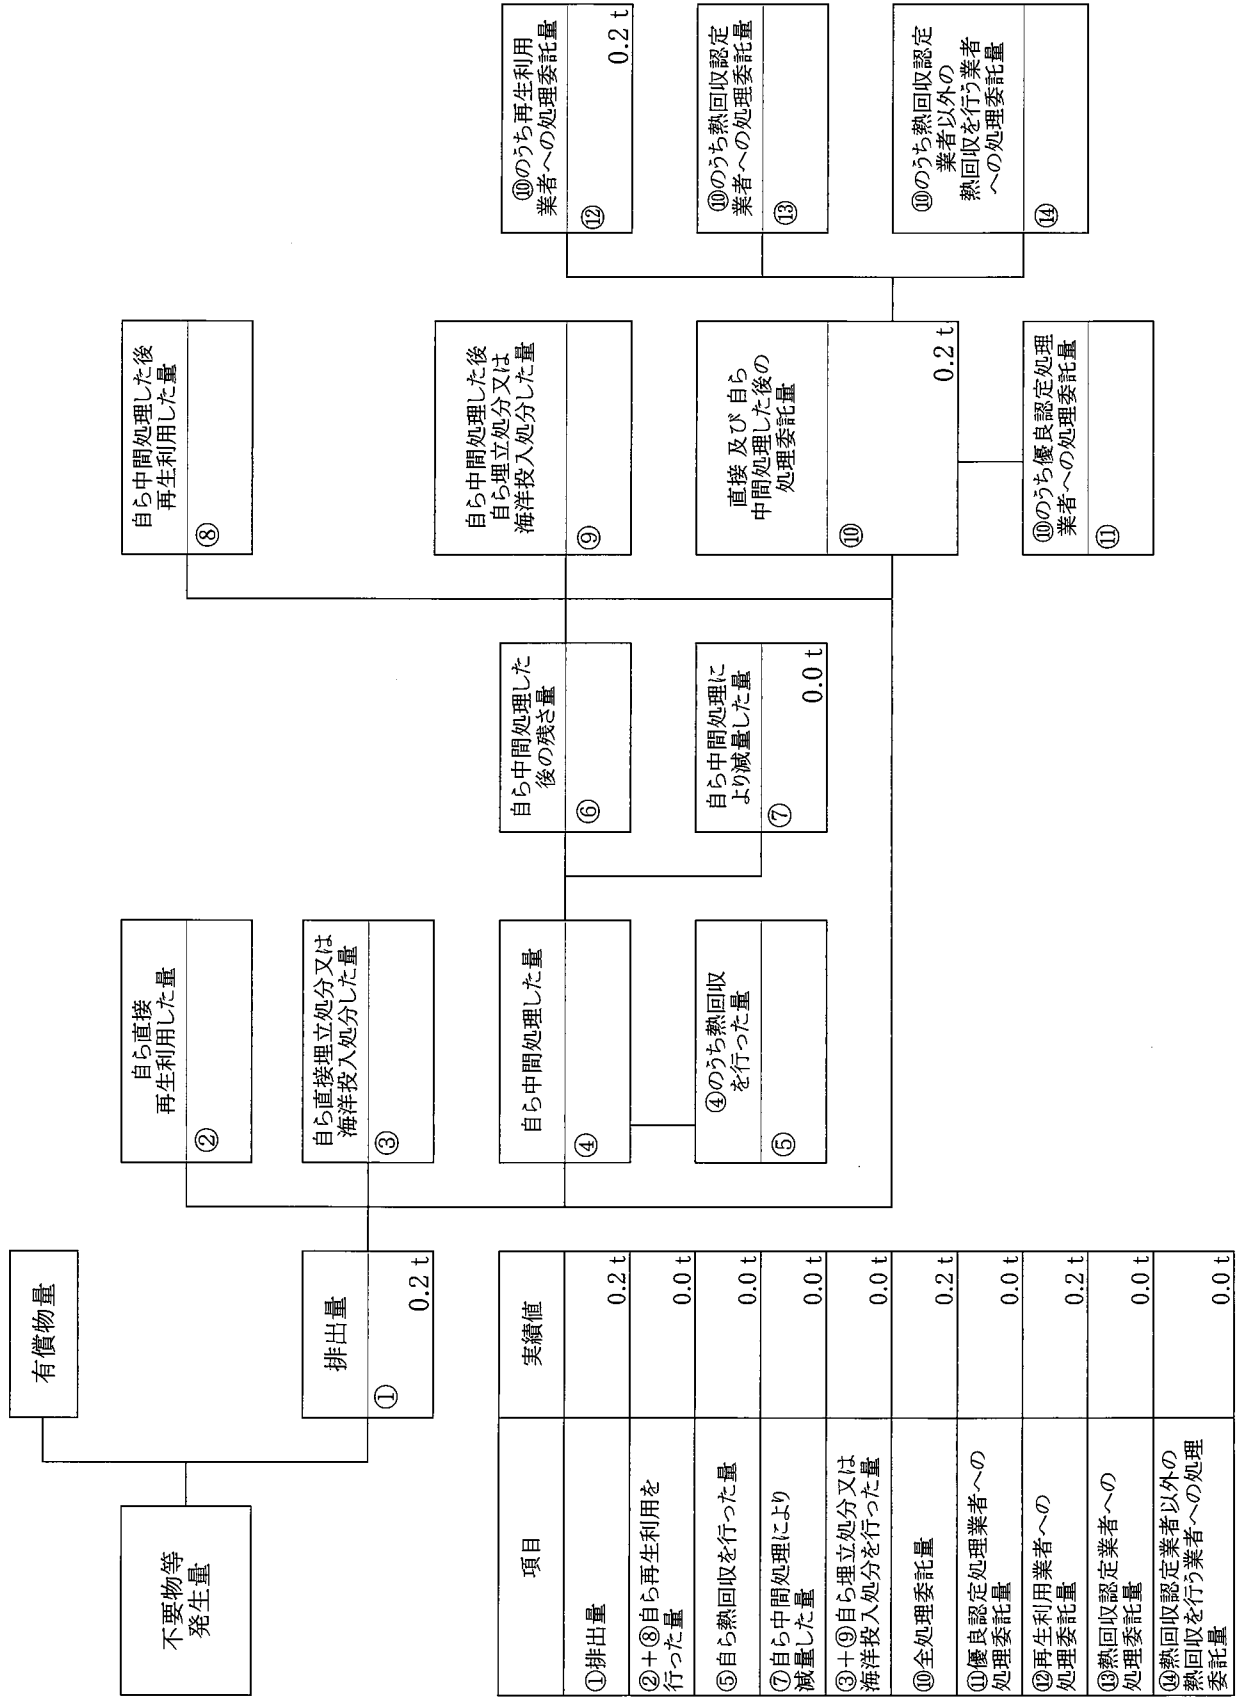 不要物等
発生量
有償物量
排出量
①
0.2 t
自ら直接
再生利用した量
②
自ら直接埋立処分又は
海洋投入処分した量
③
自ら中間処理した量
④
④のうち熱回収
を行った量
⑤
自ら中間処理した
後の残さ量
⑥
自ら中間処理に
より減量した量
⑦
0.0 t
自ら中間処理した後
再生利用した量
⑧
自ら中間処理した後
自ら埋立処分又は
海洋投入処分した量
⑨
直接 及び 自ら
中間処理した後の
処理委託量
⑩
0.2 t
⑩のうち優良認定処理
業者への処理委託量
⑪
⑩のうち再生利用
業者への処理委託量
⑫
0.2 t
⑩のうち熱回収認定
業者への処理委託量
⑬
⑩のうち熱回収認定
業者以外の
熱回収を行う業者
への処理委託量
⑭
項目 実績値
①排出量 0.2 t
②+⑧自ら再生利用を
行った量 0.0 t
⑤自ら熱回収を行った量 0.0 t
⑦自ら中間処理により
減量した量 0.0 t
③+⑨自ら埋立処分又は
海洋投入処分を行った量 0.0 t
⑩全処理委託量 0.2 t
⑪優良認定処理業者への
処理委託量 0.0 t
⑫再生利用業者への
処理委託量 0.2 t
⑬熱回収認定業者への
処理委託量 0.0 t
⑭熱回収認定業者以外の
熱回収を行う業者への処理
委託量 0.0 t